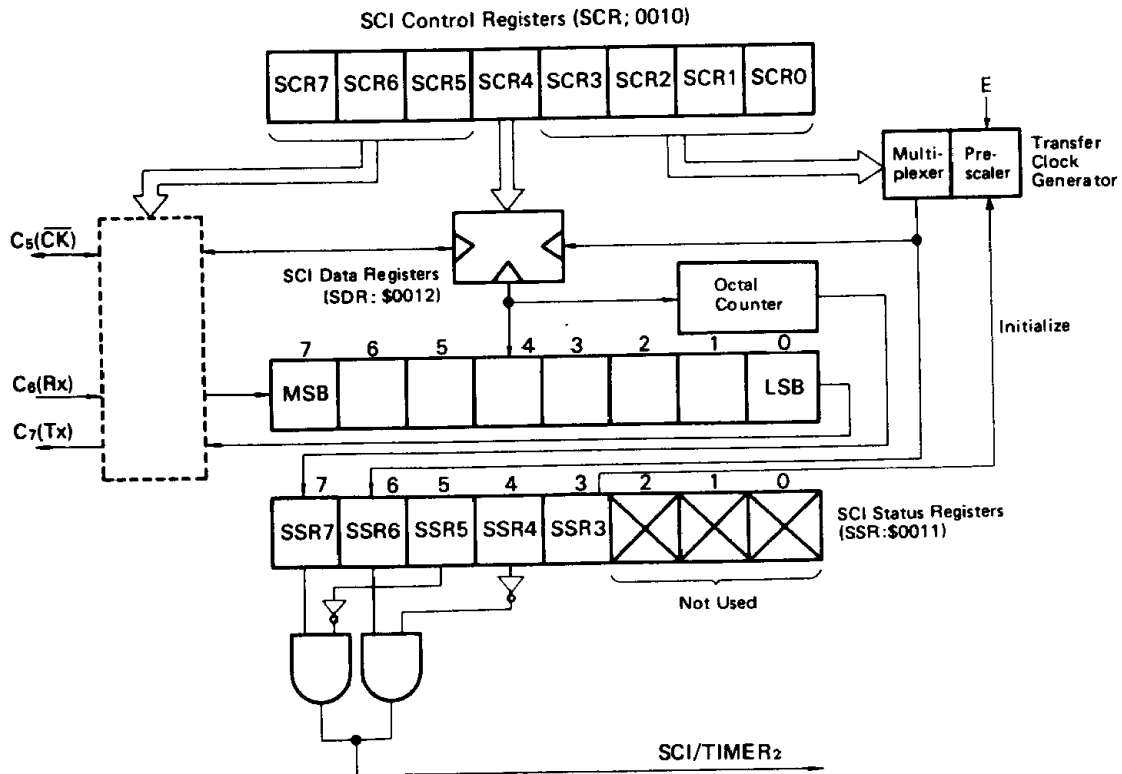 SCI Control Registers (SCR; 0010)
SCR7 SCR6 SCR5 SCR4 SCR3 SCR2 SCR1 SCR0
E
Multi-
plexer
Pre-
scaler
Transfer
Clock
Generator
C5(C̅K̅)
SCI Data Registers
(SDR: $0012)
Octal
Counter
Initialize
7 6 5 4 3 2 1 0
C6(Rx)
MSB LSB
C7(Tx)
7 6 5 4 3 2 1 0
SSR7 SSR6 SSR5 SSR4 SSR3
SCI Status Registers
(SSR:$0011)
Not Used
SCI/TIMER2